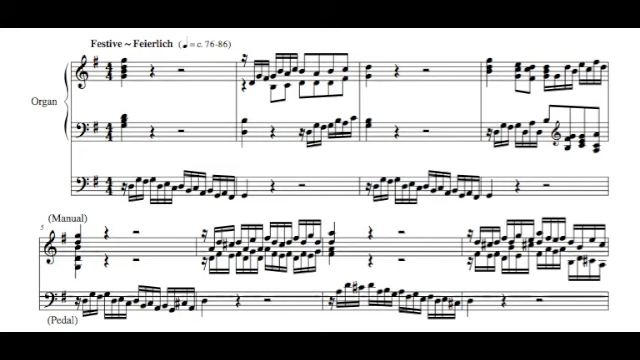 Festive ~ Feierlich (♩ = c. 76-86)
Organ
5
(Manual)
(Pedal)